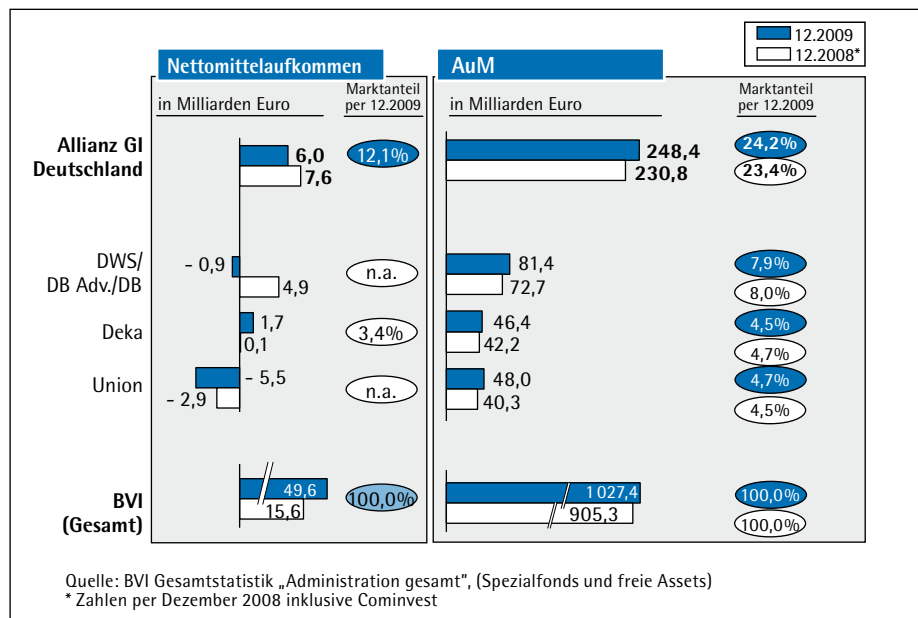 12.2009
12.2008*
Nettomittelaufkommen
AuM
in Milliarden Euro
Marktanteil
per 12.2009
in Milliarden Euro
Marktanteil
per 12.2009
Allianz GI
Deutschland
6,0
7,6
12,1%
248,4
230,8
24,2%
23,4%
DWS/
DB Adv./DB
- 0,9
4,9
n.a.
81,4
72,7
7,9%
8,0%
Deka
1,7
0,1
3,4%
46,4
42,2
4,5%
4,7%
Union
- 5,5
- 2,9
n.a.
48,0
40,3
4,7%
4,5%
BVI
(Gesamt)
49,6
15,6
100,0%
1 027,4
905,3
100,0%
100,0%
Quelle: BVI Gesamtstatistik „Administration gesamt", (Spezialfonds und freie Assets)
* Zahlen per Dezember 2008 inklusive Cominvest